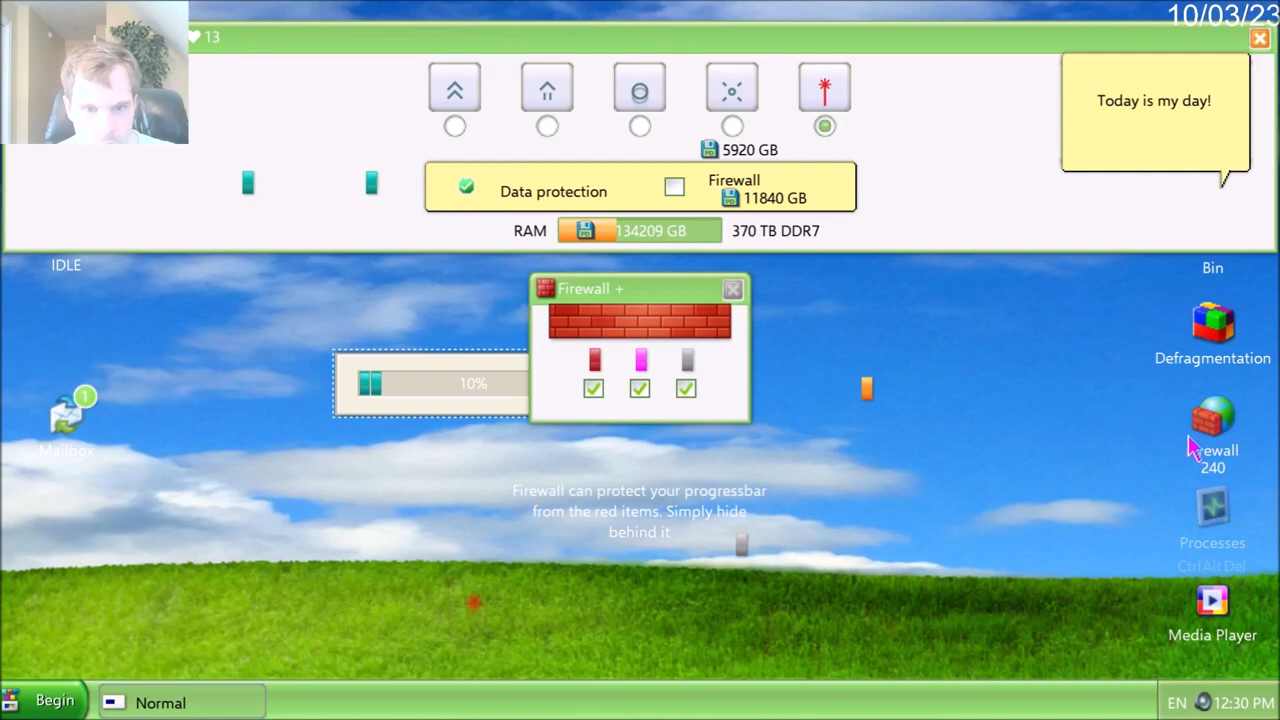 10/03/23
13
5920 GB
Today is my day!
Data protection
Firewall
11840 GB
RAM
134209 GB
370 TB DDR7
IDLE
Bin
Firewall +
Defragmentation
10%
1
Mailbox
240
Firewall can protect your progressbar
from the red items. Simply hide
behind it
Processes
Ctrl Alt Del
Media Player
Begin
Normal
EN
12:30 PM